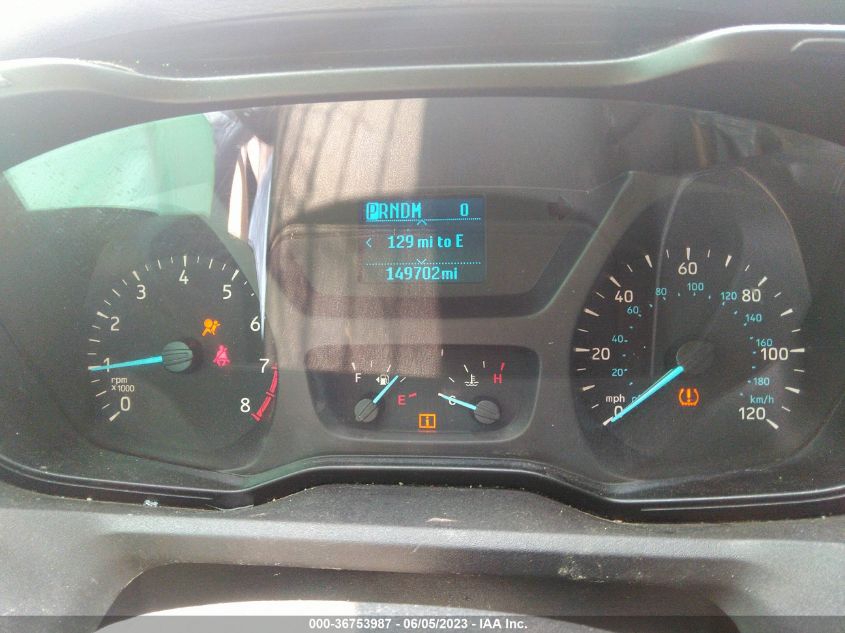 PRNDM 0
129 mi to E
149702mi
0 1 2 3 4 5 6 7 8
rpm
x1000
F E
C H
0 20 40 60 80 100 120
mph
20 40 60 80 100 120 140 160 180
km/h
000-36753987 - 06/05/2023 - IAA Inc.